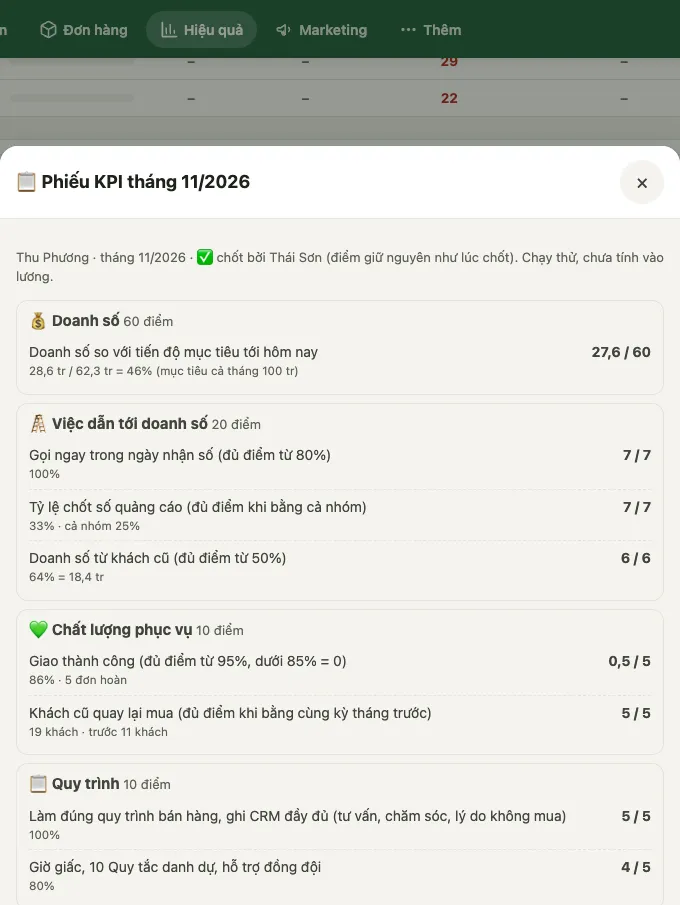 n
Đơn hàng
Hiệu quả
Marketing
Thêm
– – 29 –
– – 22 –
Phiếu KPI tháng 11/2026
Thu Phương · tháng 11/2026 · ✅ chốt bởi Thái Sơn (điểm giữ nguyên như lúc chốt). Chạy thử, chưa tính vào
lương.
Doanh số 60 điểm
Doanh số so với tiến độ mục tiêu tới hôm nay 27,6 / 60
28,6 tr / 62,3 tr = 46% (mục tiêu cả tháng 100 tr)
Việc dẫn tới doanh số 20 điểm
Gọi ngay trong ngày nhận số (đủ điểm từ 80%) 7 / 7
100%
Tỷ lệ chốt số quảng cáo (đủ điểm khi bằng cả nhóm) 7 / 7
33% · cả nhóm 25%
Doanh số từ khách cũ (đủ điểm từ 50%) 6 / 6
64% = 18,4 tr
Chất lượng phục vụ 10 điểm
Giao thành công (đủ điểm từ 95%, dưới 85% = 0) 0,5 / 5
86% · 5 đơn hoàn
Khách cũ quay lại mua (đủ điểm khi bằng cùng kỳ tháng trước) 5 / 5
19 khách · trước 11 khách
Quy trình 10 điểm
Làm đúng quy trình bán hàng, ghi CRM đầy đủ (tư vấn, chăm sóc, lý do không mua) 5 / 5
100%
Giờ giấc, 10 Quy tắc danh dự, hỗ trợ đồng đội 4 / 5
80%